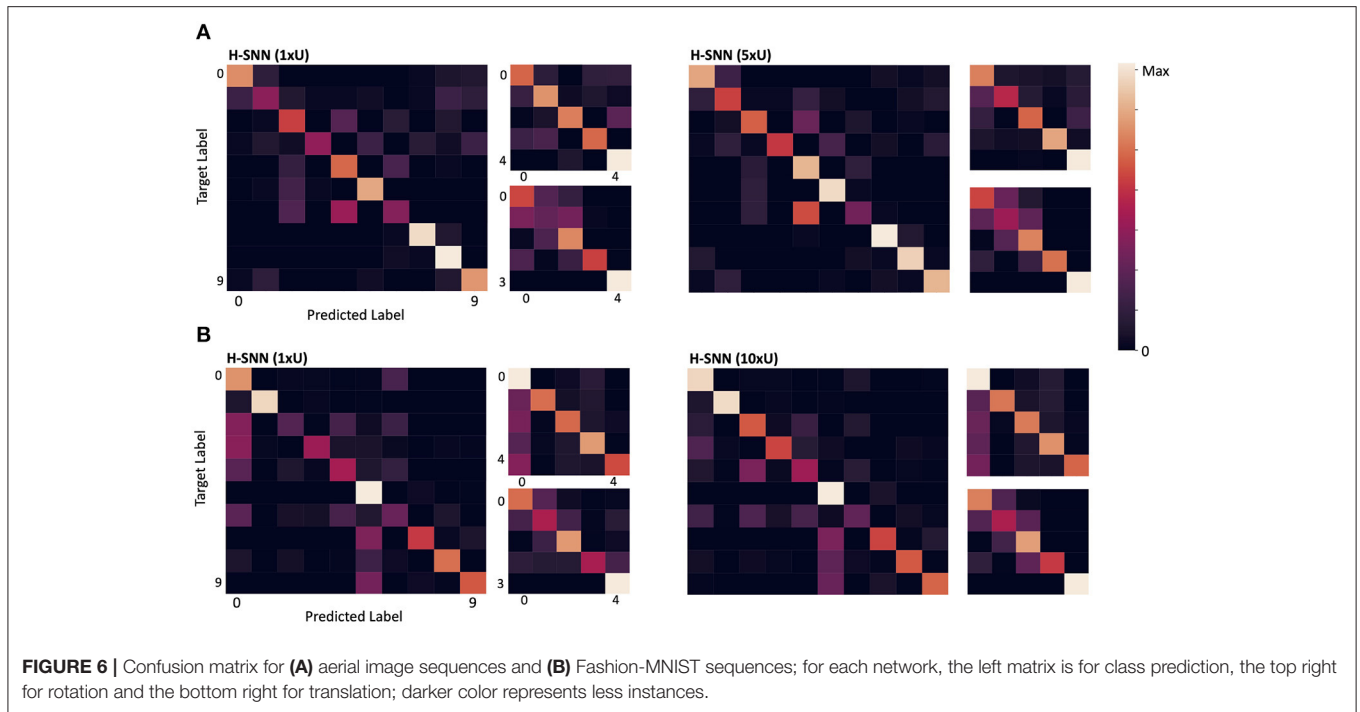 A
H-SNN (1xU)
H-SNN (5xU)
0
0
Max
Target Label
4
0
4
0
9
3
0
9
0
4
0
Predicted Label
B
H-SNN (1xU)
H-SNN (10xU)
0
0
Target Label
4
0
4
0
9
3
0
9
0
4
Predicted Label
FIGURE 6 | Confusion matrix for (A) aerial image sequences and (B) Fashion-MNIST sequences; for each network, the left matrix is for class prediction, the top right
for rotation and the bottom right for translation; darker color represents less instances.